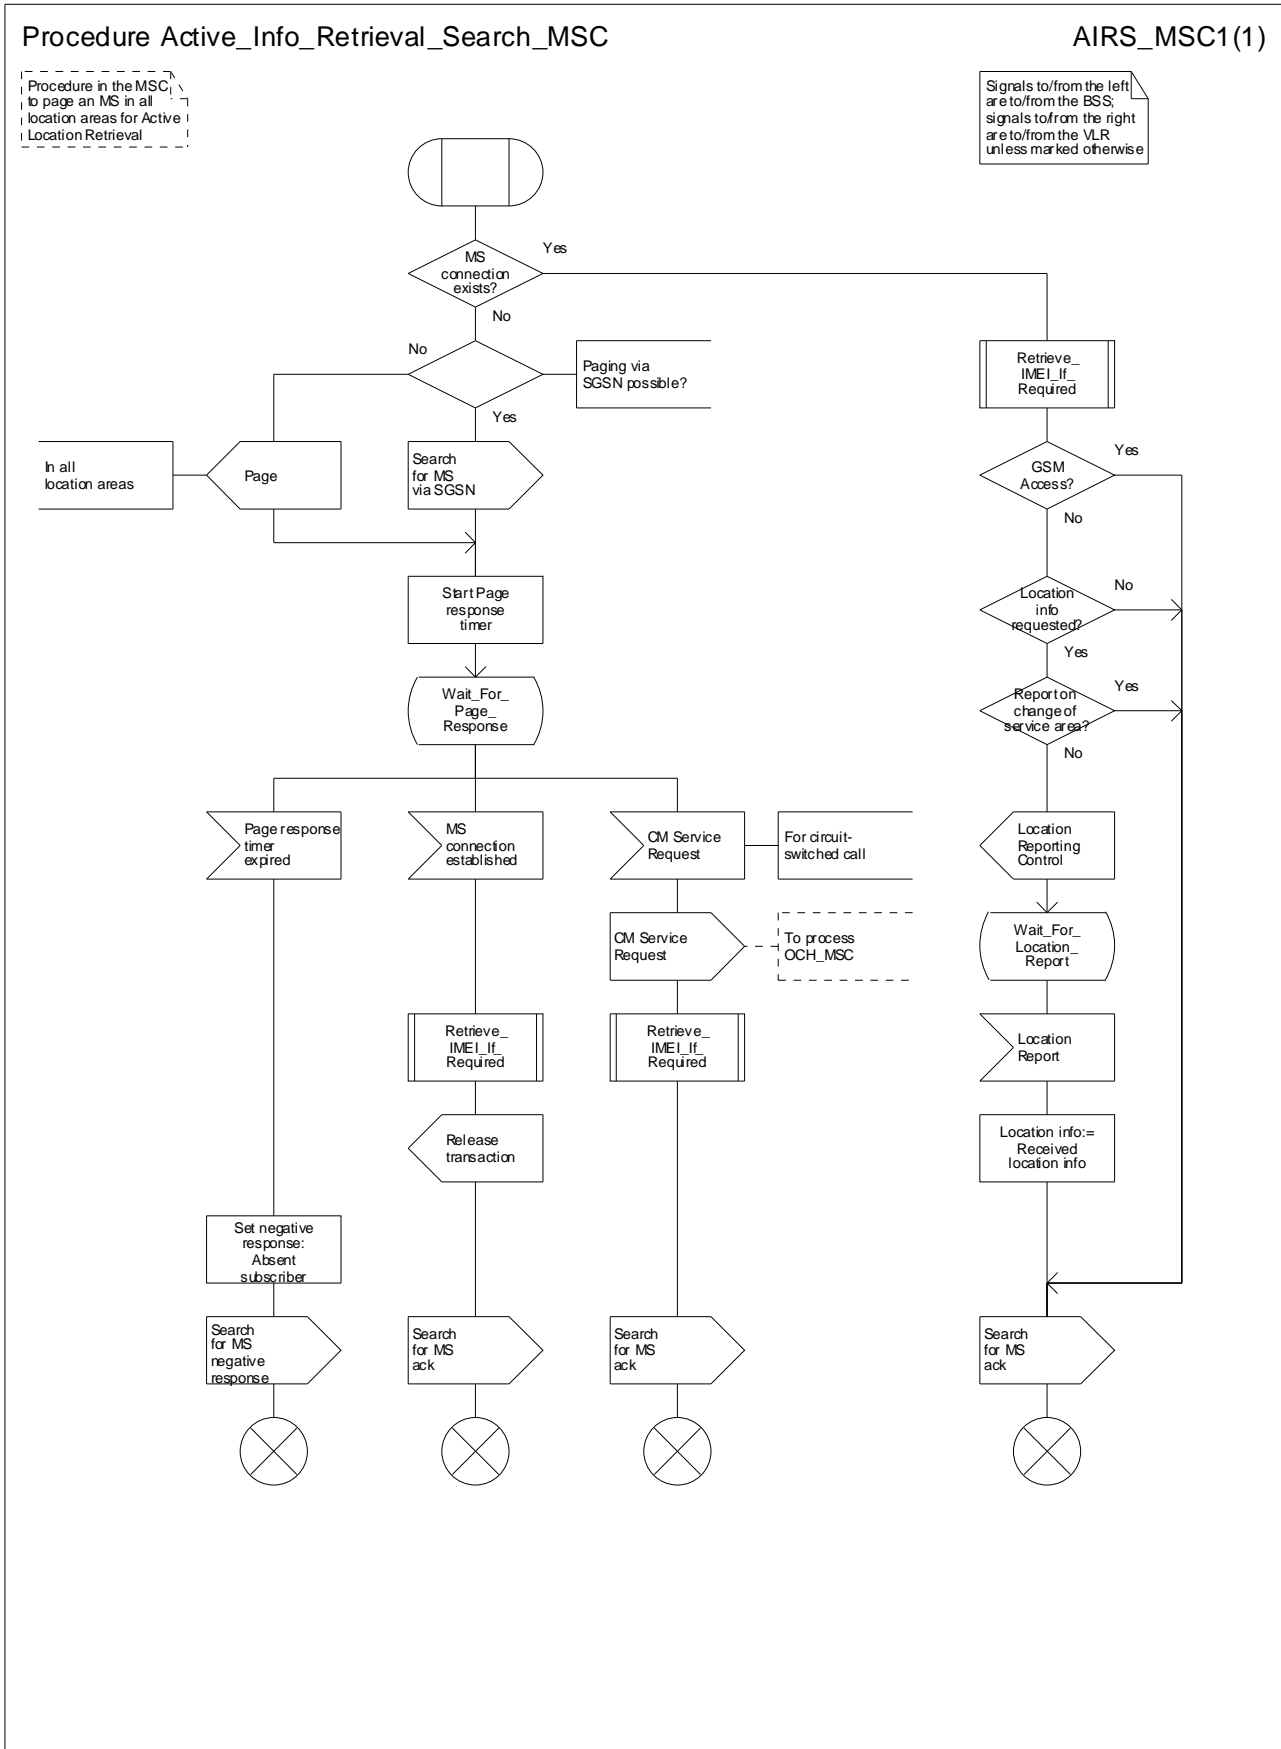 Procedure Active_Info_Retrieval_Search_MSC
AIRS_MSC1(1)
Procedure in the MSC
to page an MS in all
location areas for Active
Location Retrieval
Signals to/from the left
are to/from the BSS;
signals to/from the right
are to/from the VLR
unless marked otherwise
MS
connection
exists?
Yes
No
No
Paging via
SGSN possible?
Yes
Retrieve_
IMEI_If_
Required
In all
location areas
Page
Search
for MS
via SGSN
GSM
Access?
Yes
No
Start Page
response
timer
Location
info
requested?
No
Yes
Wait_For_
Page_
Response
Report on
change of
service area?
Yes
No
Page response
timer
expired
MS
connection
established
CM Service
Request
For circuit-
switched call
Location
Reporting
Control
CM Service
Request
To process
OCH_MSC
Wait_For_
Location_
Report
Retrieve_
IMEI_If_
Required
Retrieve_
IMEI_If_
Required
Location
Report
Release
transaction
Location info:=
Received
location info
Set negative
response:
Absent
subscriber
Search
for MS
negative
response
Search
for MS
ack
Search
for MS
ack
Search
for MS
ack